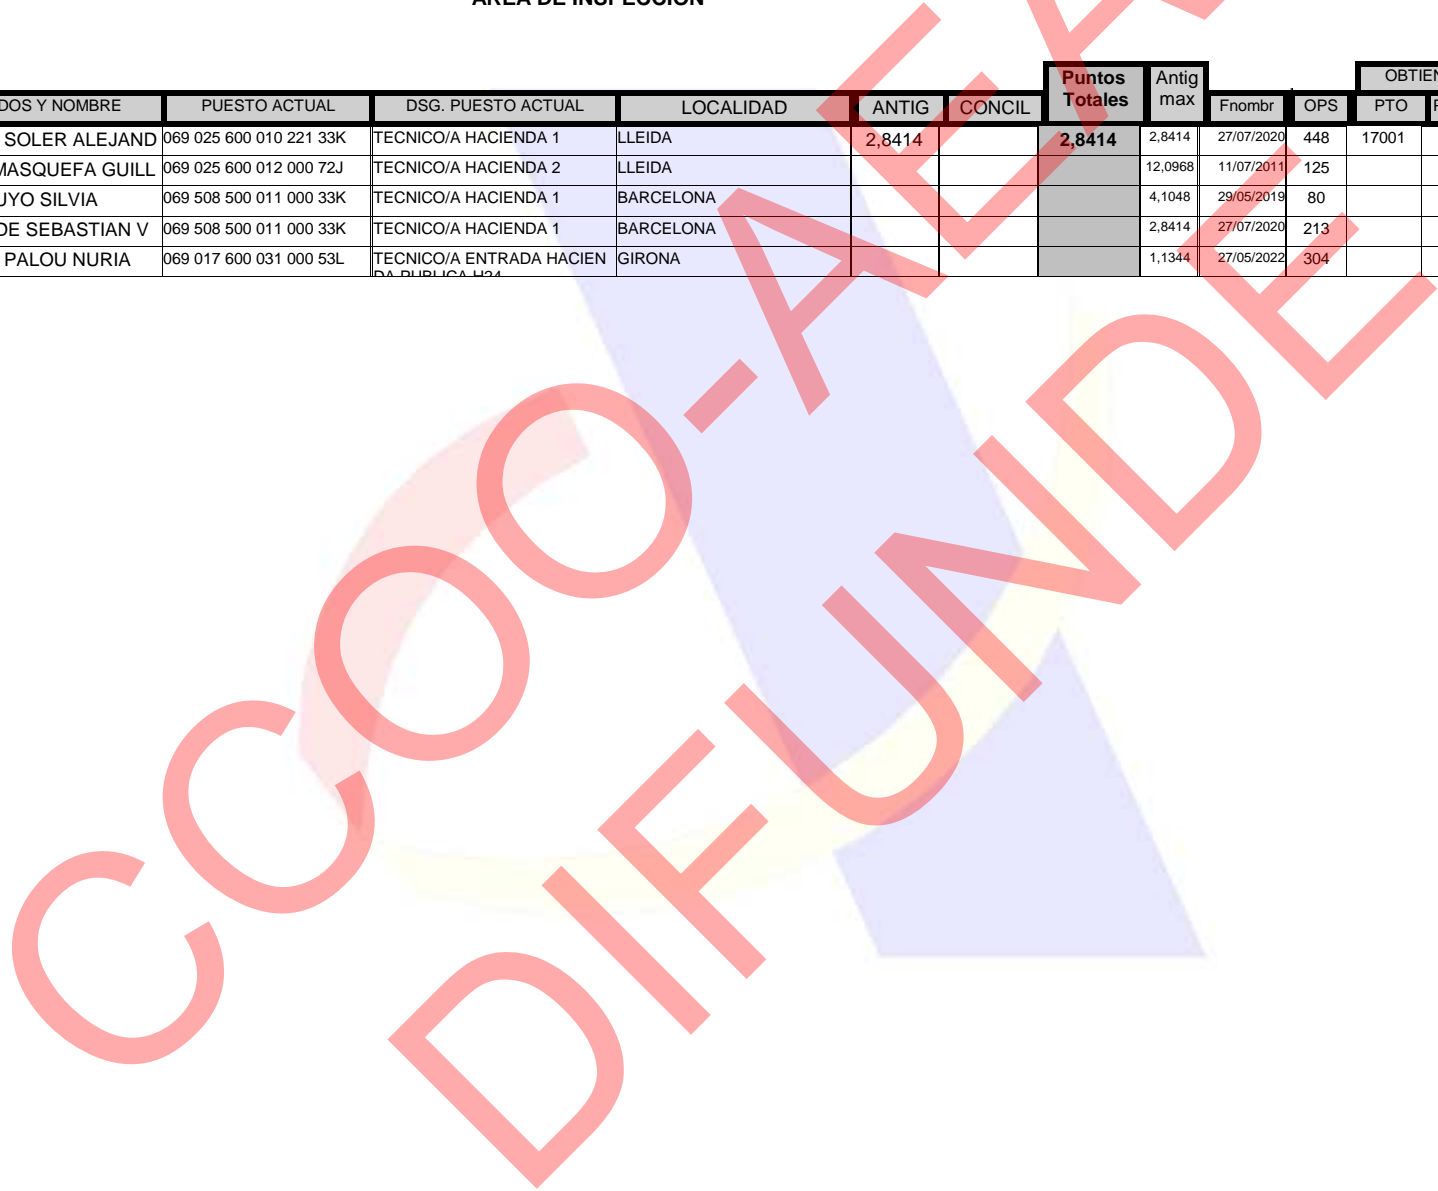 AREA DE INSPECCIÓN
Puntos Totales Antig max OBTIEN
DOS Y NOMBRE PUESTO ACTUAL DSG. PUESTO ACTUAL LOCALIDAD ANTIG CONCIL Fnombr OPS PTO
SOLER ALEJAND 069 025 600 010 221 33K TECNICO/A HACIENDA 1 LLEIDA 2,8414 2,8414 2,8414 27/07/2020 448 17001
MASQUEFA GUILL 069 025 600 012 000 72J TECNICO/A HACIENDA 2 LLEIDA 12,0968 11/07/2011 125
UYO SILVIA 069 508 500 011 000 33K TECNICO/A HACIENDA 1 BARCELONA 4,1048 29/05/2019 80
DE SEBASTIAN V 069 508 500 011 000 33K TECNICO/A HACIENDA 1 BARCELONA 2,8414 27/07/2020 213
PALOU NURIA 069 017 600 031 000 53L TECNICO/A ENTRADA HACIEN GIRONA 1,1344 27/05/2022 304
DA PUBLICA H24
CCOO-AEA
DIFUNDE